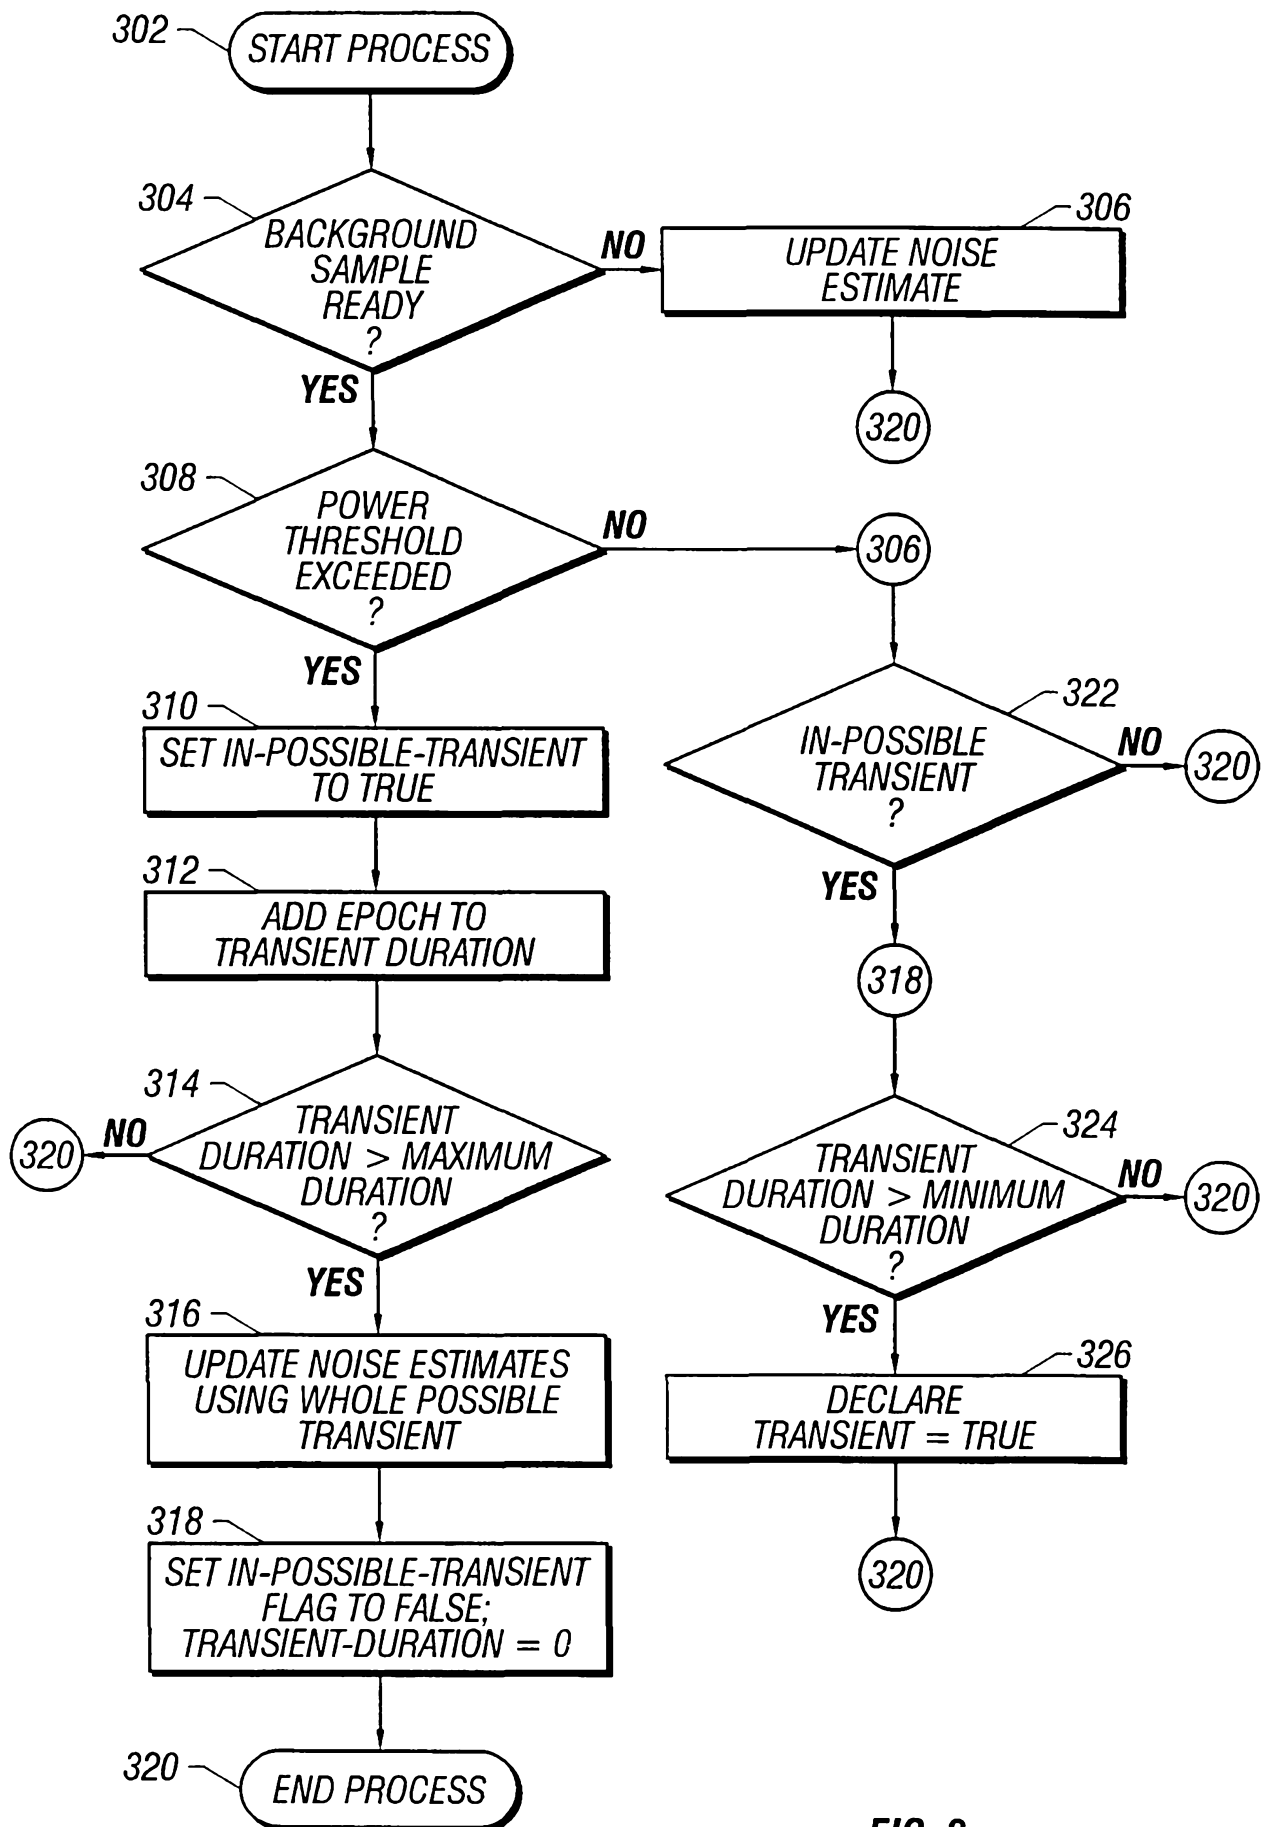 302
START PROCESS
304
BACKGROUND
SAMPLE
READY
?
NO
306
UPDATE NOISE
ESTIMATE
320
YES
308
POWER
THRESHOLD
EXCEEDED
?
NO
306
YES
310
SET IN-POSSIBLE-TRANSIENT
TO TRUE
322
IN-POSSIBLE
TRANSIENT
?
NO
320
YES
318
312
ADD EPOCH TO
TRANSIENT DURATION
314
TRANSIENT
DURATION > MAXIMUM
DURATION
?
NO
320
YES
324
TRANSIENT
DURATION > MINIMUM
DURATION
?
NO
320
YES
316
UPDATE NOISE ESTIMATES
USING WHOLE POSSIBLE
TRANSIENT
326
DECLARE
TRANSIENT = TRUE
320
318
SET IN-POSSIBLE-TRANSIENT
FLAG TO FALSE;
TRANSIENT-DURATION = 0
320
END PROCESS